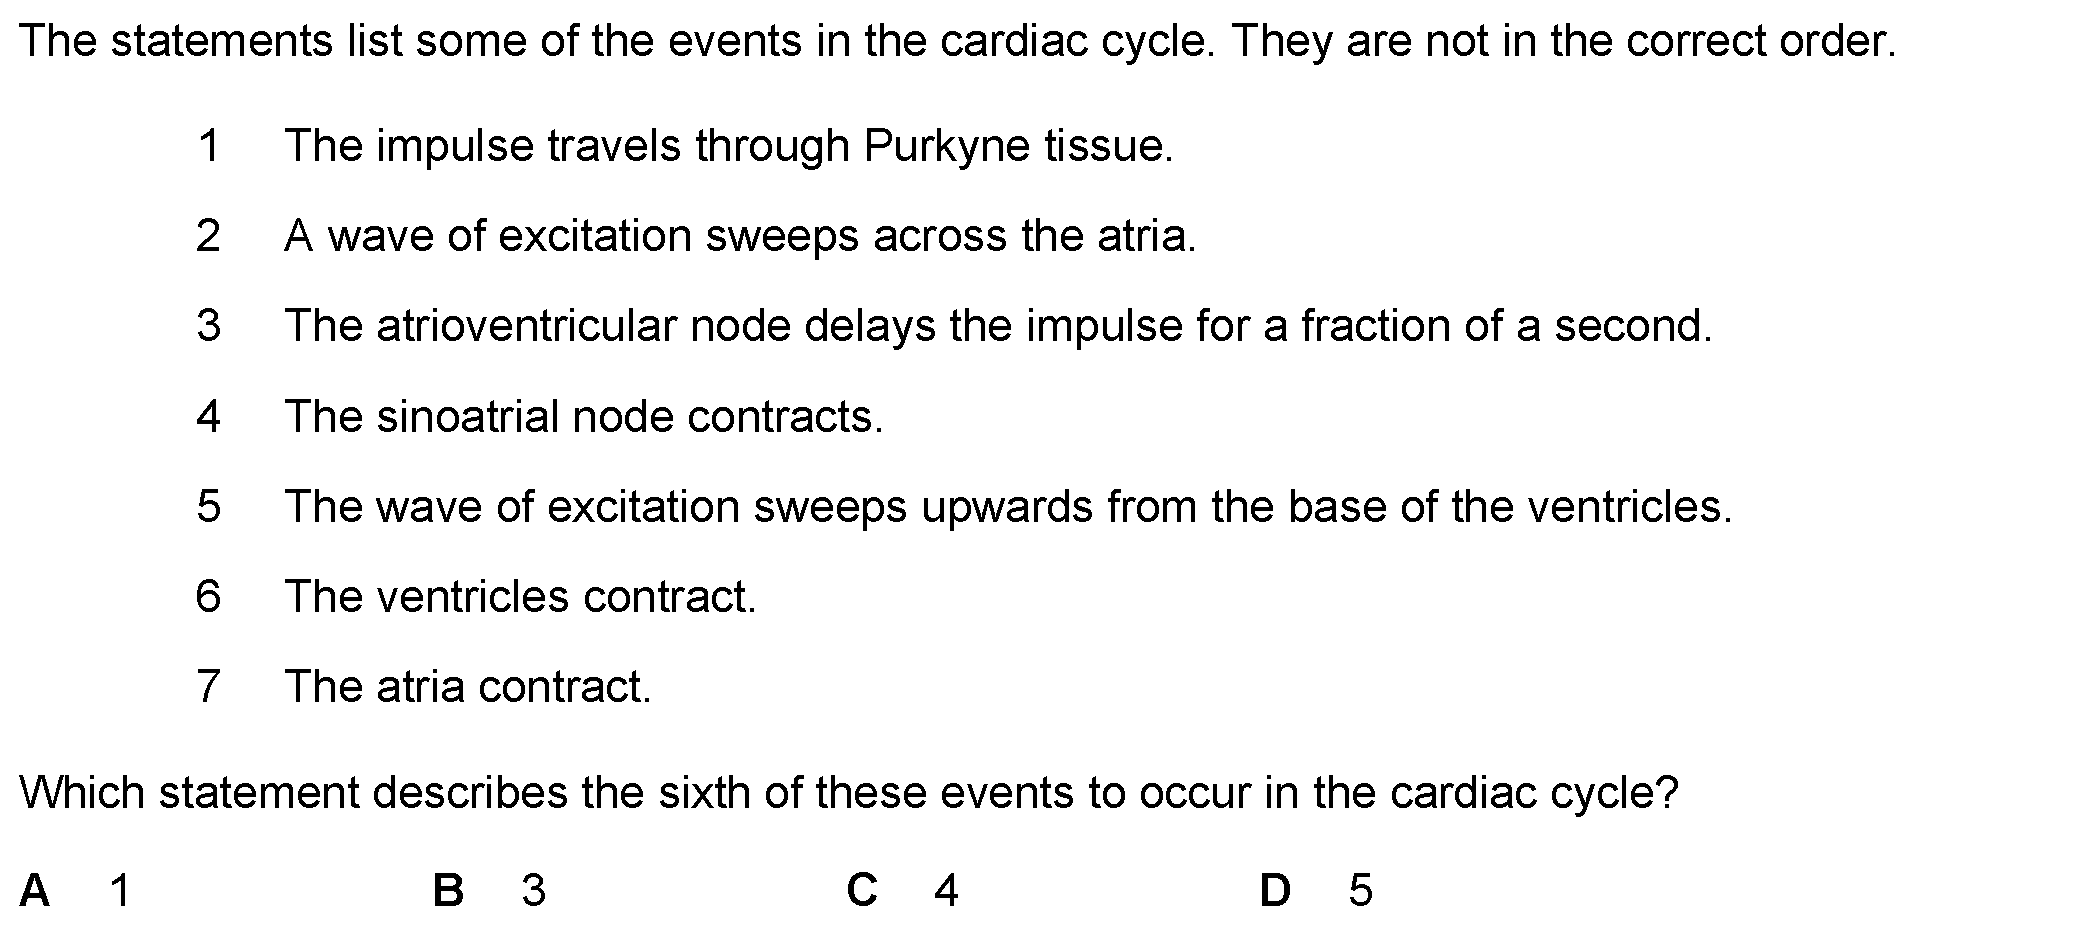 The statements list some of the events in the cardiac cycle. They are not in the correct order.
1 The impulse travels through Purkyne tissue.
2 A wave of excitation sweeps across the atria.
3 The atrioventricular node delays the impulse for a fraction of a second.
4 The sinoatrial node contracts.
5 The wave of excitation sweeps upwards from the base of the ventricles.
6 The ventricles contract.
7 The atria contract.
Which statement describes the sixth of these events to occur in the cardiac cycle?
A 1 B 3 C 4 D 5